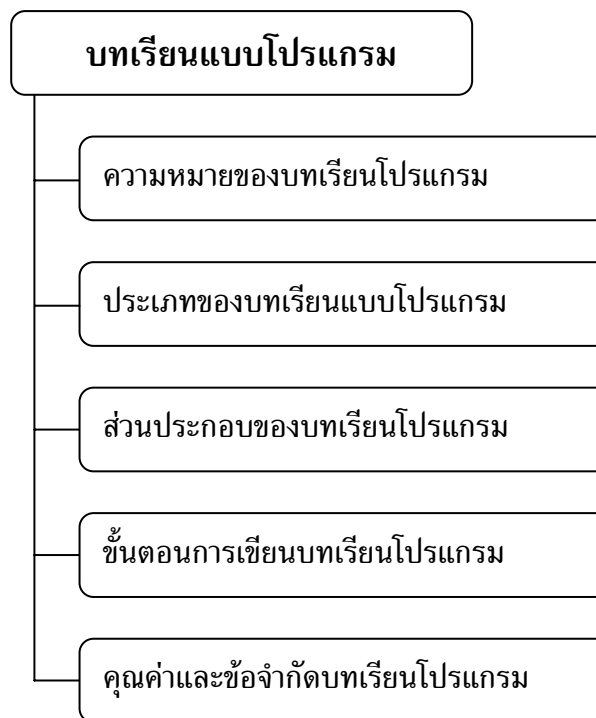 บทเรียนแบบโปรแกรม
ความหมายของบทเรียนโปรแกรม
ประเภทของบทเรียนแบบโปรแกรม
ส่วนประกอบของบทเรียนโปรแกรม
ขั้นตอนการเขียนบทเรียนโปรแกรม
คุณค่าและข้อจำกัดบทเรียนโปรแกรม